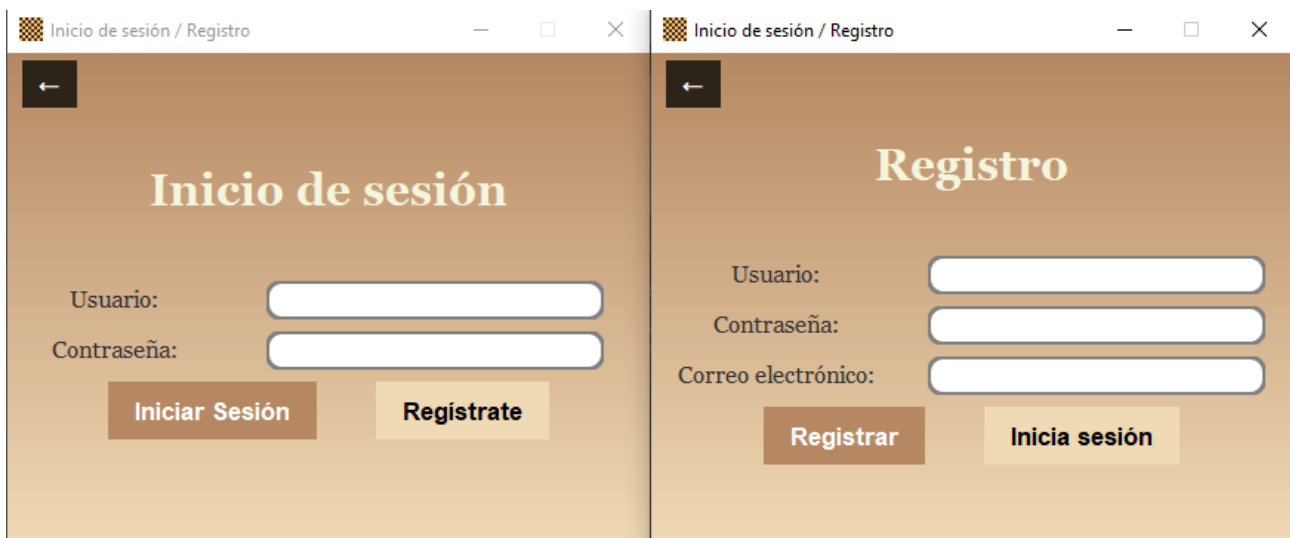 Inicio de sesión / Registro
←
Inicio de sesión
Usuario:
Contraseña:
Iniciar Sesión
Regístrate
Inicio de sesión / Registro
←
Registro
Usuario:
Contraseña:
Correo electrónico:
Registrar
Inicia sesión